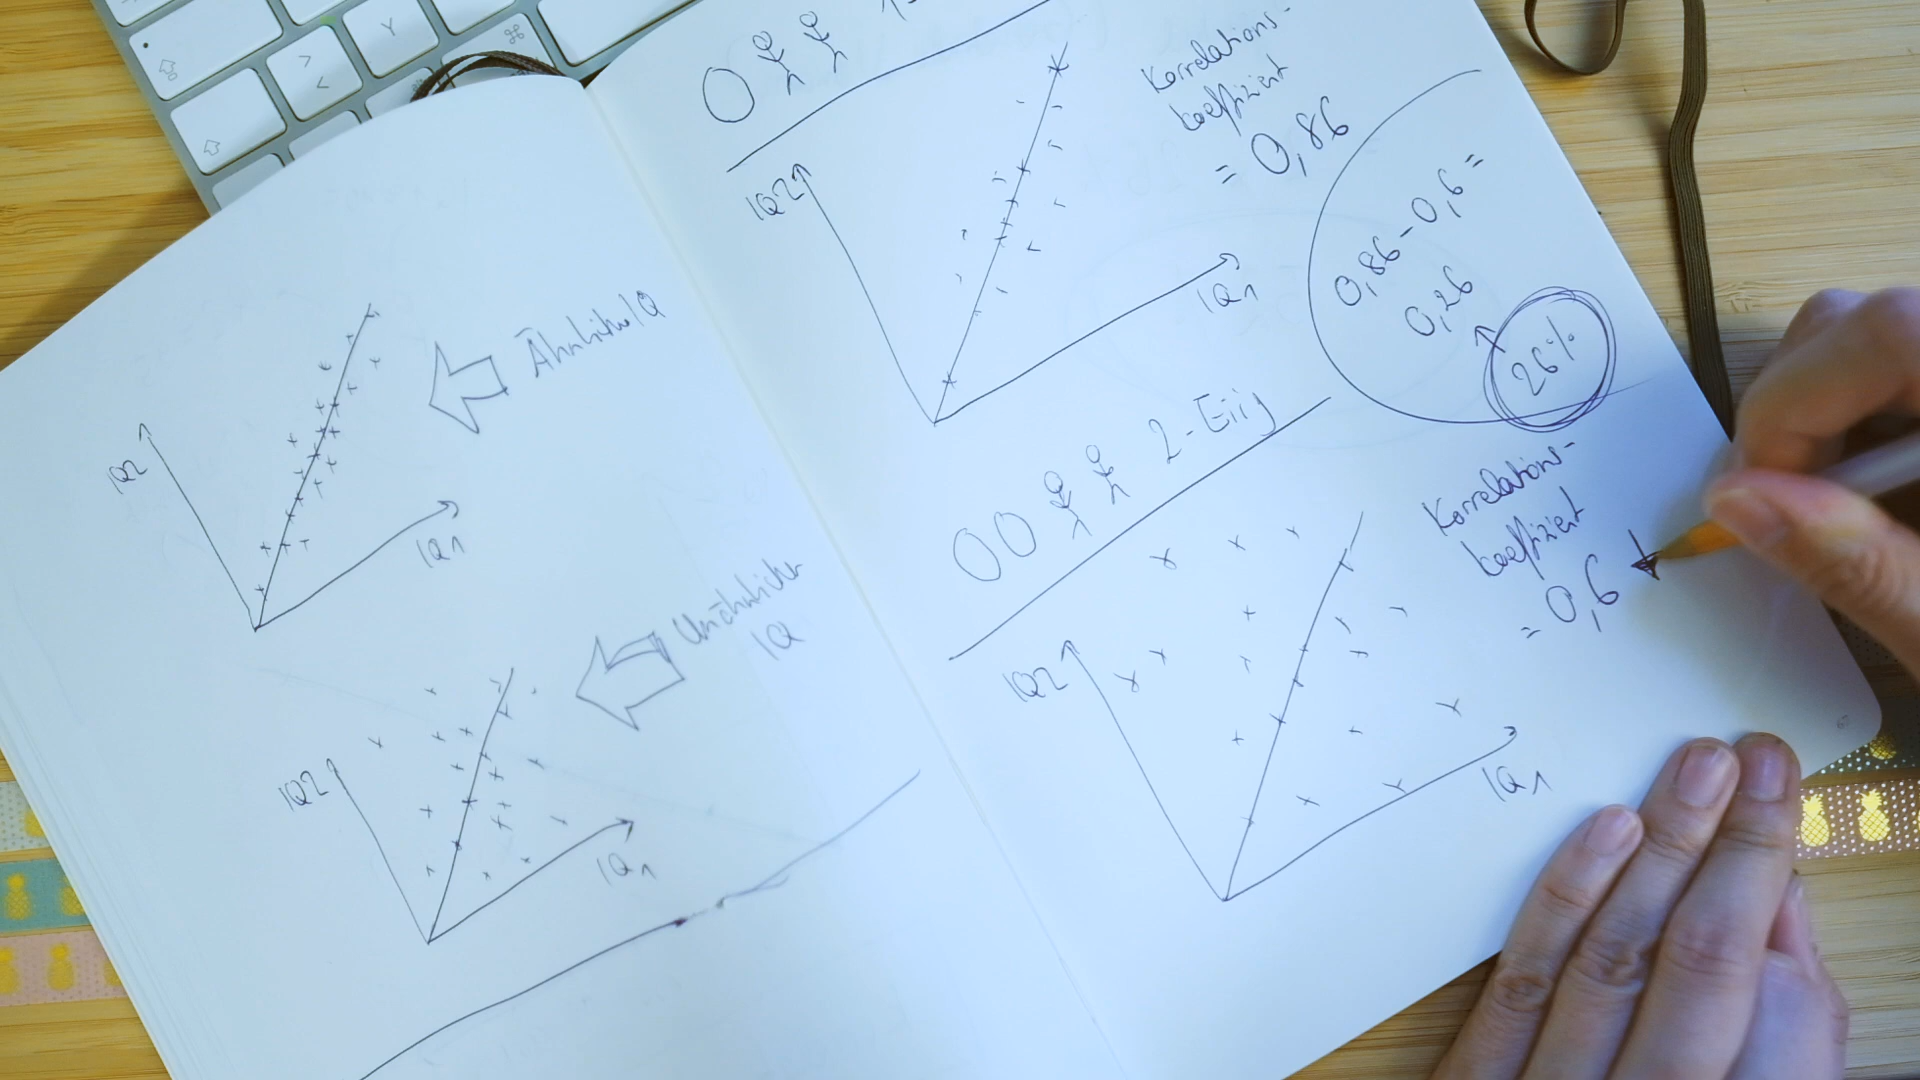 Y
>
<
⌘
IQ2
IQ1
Ähnliche IQ
IQ2
IQ1
Unähnlicher
IQ
IQ2
IQ1
Korrelations-
koeffizient
= 0,86
0,86 - 0,6 =
0,26
26%
2-Eiig
IQ2
IQ1
Korrelations-
koeffizient
= 0,6